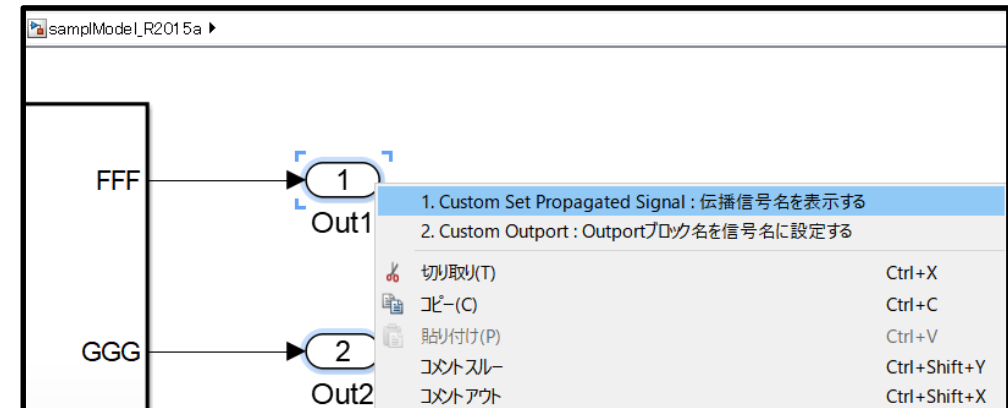 samplModel_R2015a
FFF
1
Out1
1. Custom Set Propagated Signal : 伝播信号名を表示する
2. Custom Outport : Outportブロック名を信号名に設定する
切り取り(T) Ctrl+X
コピー(C) Ctrl+C
貼り付け(P) Ctrl+V
コメント スルー Ctrl+Shift+Y
コメント アウト Ctrl+Shift+X
GGG
2
Out2